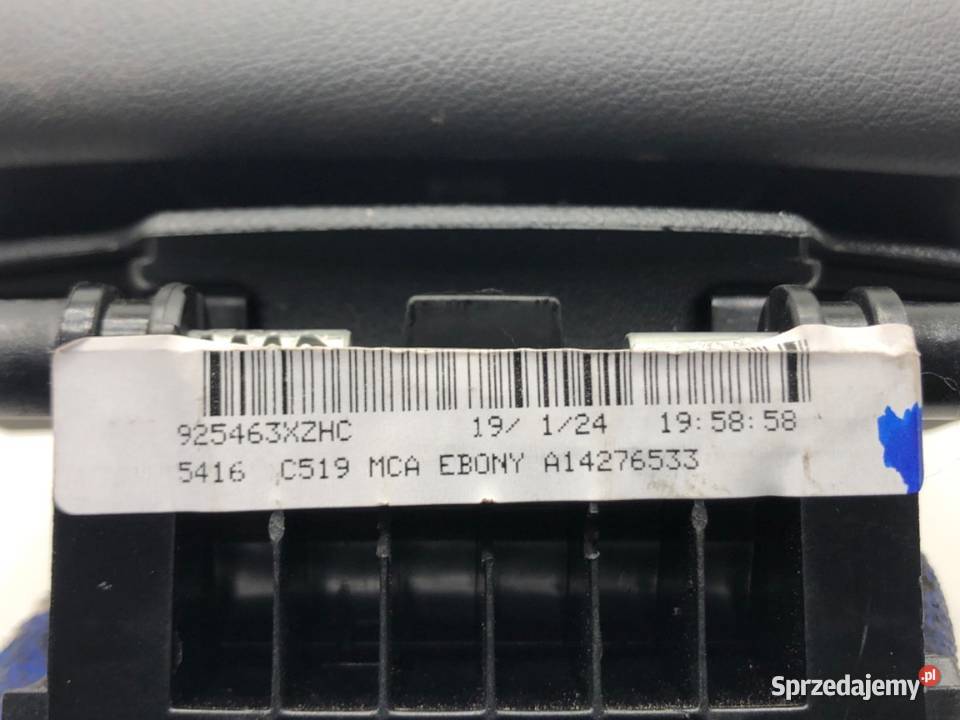 925463XZHC 19/ 1/24 19:58:58
5416 C519 MCA EBONY A14276533
Sprzedajemy.pl